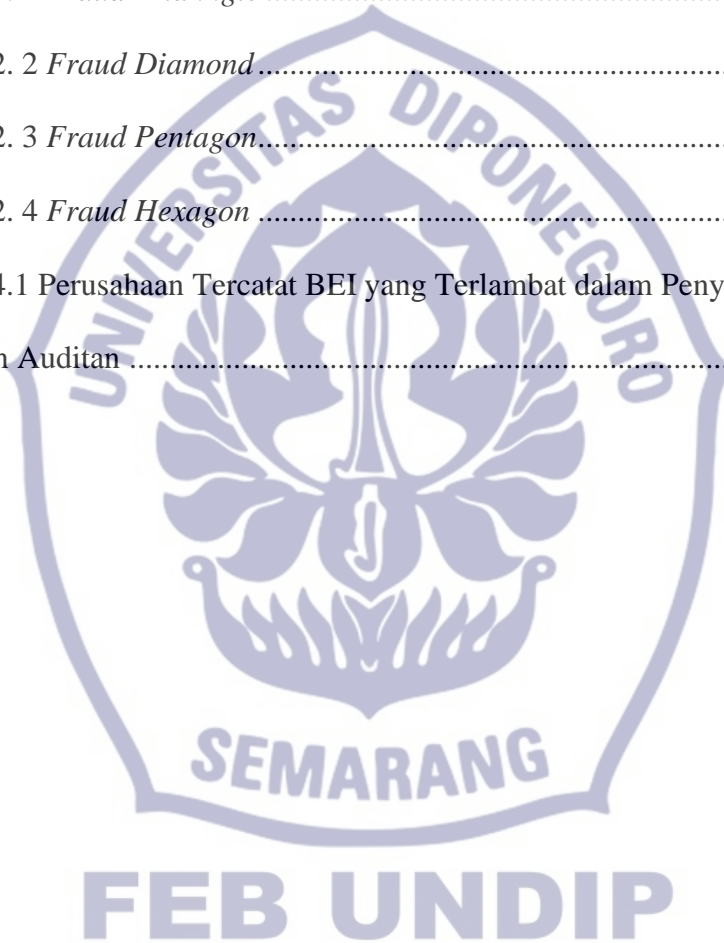 2. 2 Fraud Diamond ........................................................
2. 3 Fraud Pentagon........................................................
2. 4 Fraud Hexagon ........................................................
4.1 Perusahaan Tercatat BEI yang Terlambat dalam Peny
n Auditan ........................................................................
UNIVERSITAS DIPONEGORO
SEMARANG
FEB UNDIP